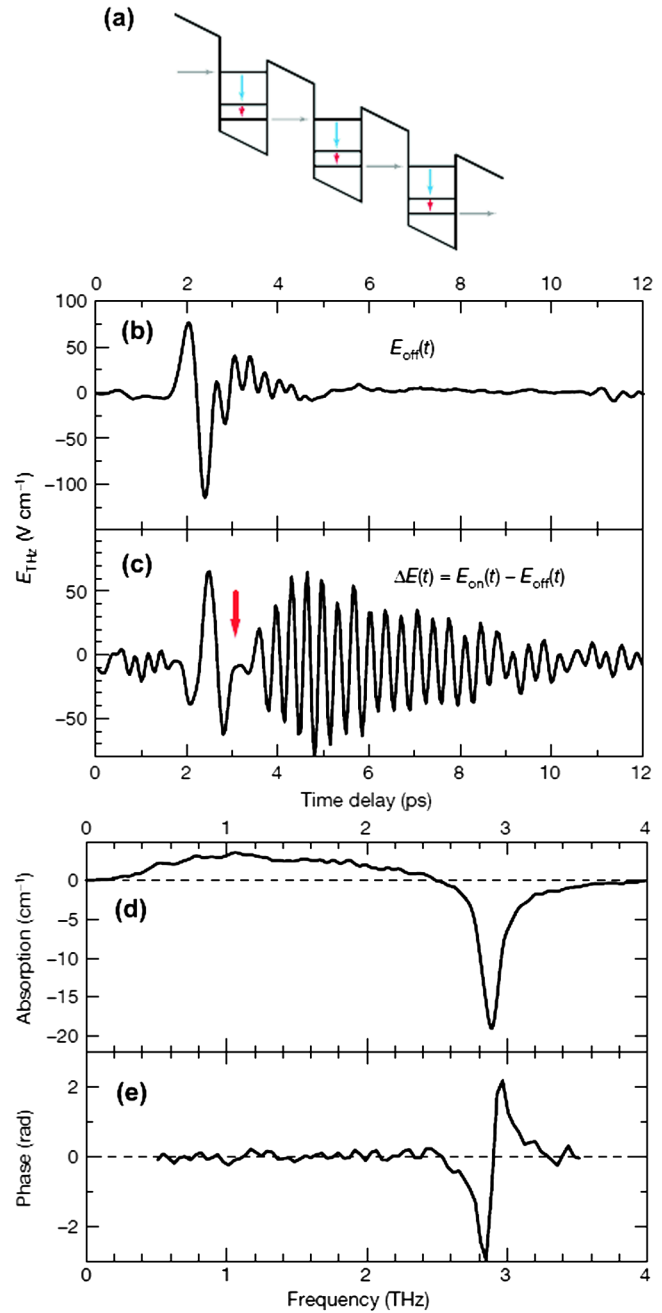 (a)
0 2 4 6 8 10 12
100
50
0
−50
−100
(b)
Eoff(t)
ETHz (V cm−1)
(c)
ΔE(t) = Eon(t) − Eoff(t)
50
0
−50
0 2 4 6 8 10 12
Time delay (ps)
0 1 2 3 4
0
−5
−10
−15
−20
Absorption (cm−1)
(d)
(e)
2
0
−2
Phase (rad)
0 1 2 3 4
Frequency (THz)